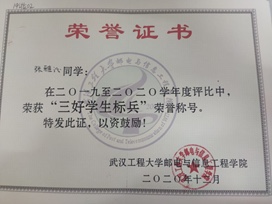 荣誉证书
同学：
在二〇一九至二〇二〇学年度评比中，
荣获“三好学生标兵”荣誉称号。
特发此证，以资鼓励！
武汉工程大学邮电与信息工程学院
二〇二〇年十月